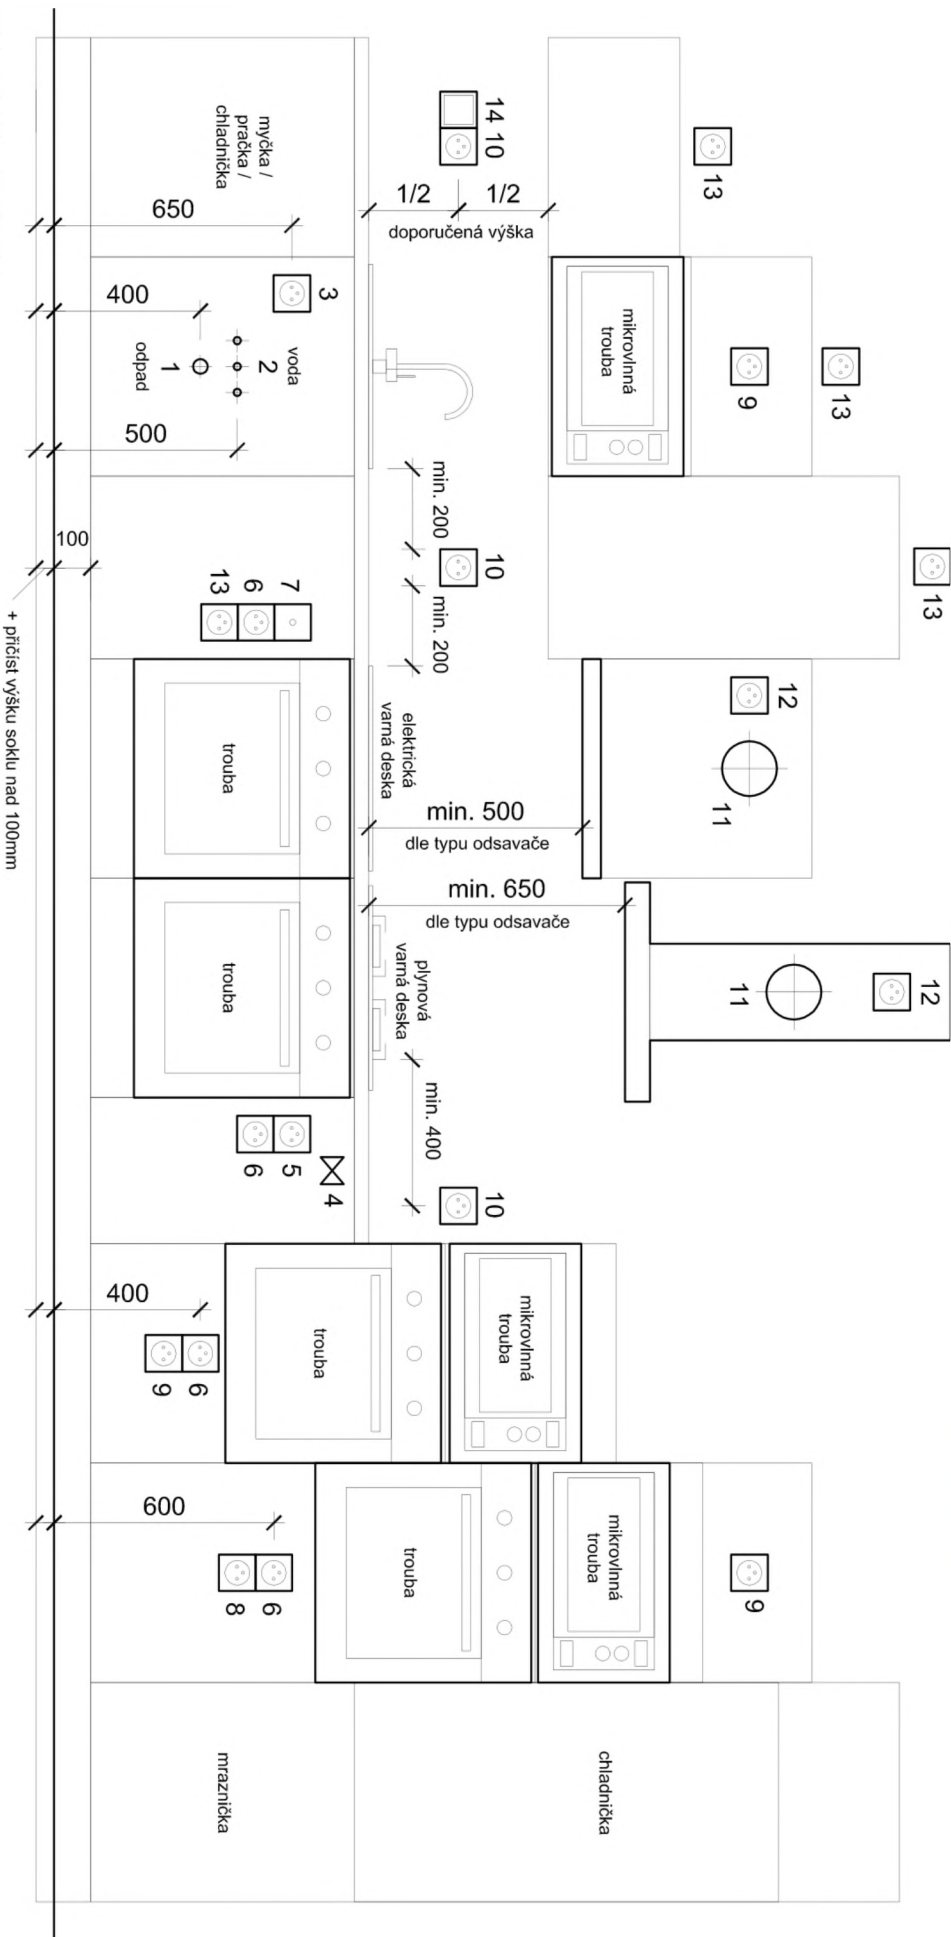 14 10
13
myčka /
pračka /
chladnička
1/2
1/2
doporučená výška
650
3
400
mikrovlnná
trouba
9
13
voda
2
1
odpad
500
min. 200
10
min. 200
13
100
13
6
7
+ přičíst výšku soklu nad 100mm
12
11
elektrická
varná deska
trouba
min. 500
dle typu odsavače
min. 650
dle typu odsavače
plynová
varná deska
trouba
12
11
min. 400
6
5
4
10
400
9
6
trouba
mikrovlnná
trouba
600
8
6
trouba
mikrovlnná
trouba
9
mraznička
chladnička